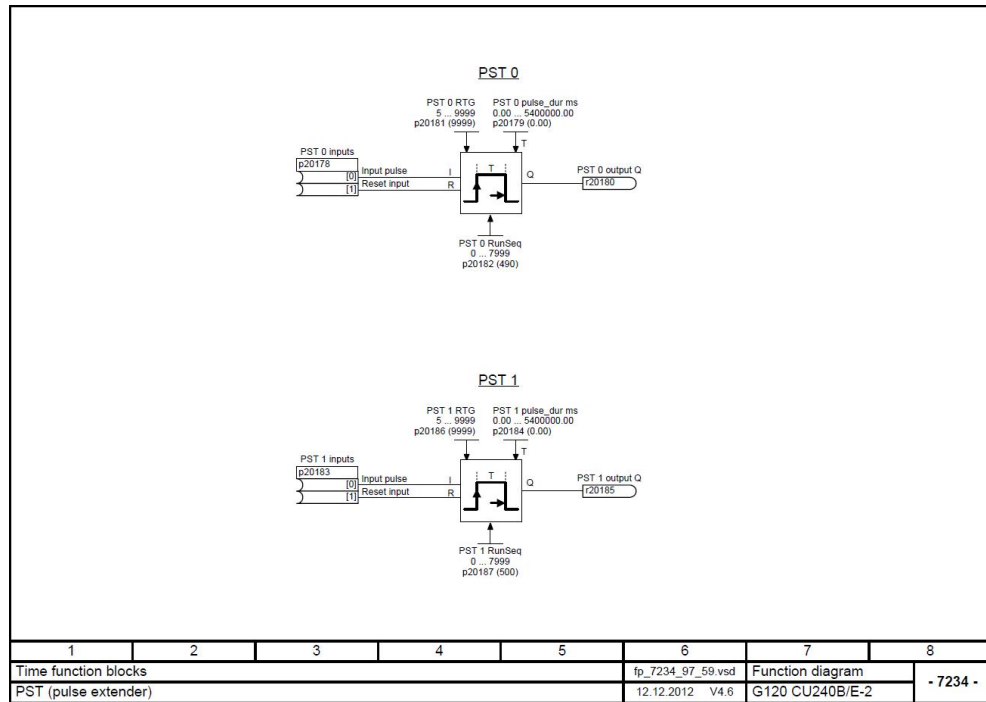 PST 0
PST 0 RTG
5 ... 9999
p20181 (9999)
PST 0 pulse_dur ms
0.00 ... 5400000.00
p20179 (0.00)
T
PST 0 inputs
p20178
[0] Input pulse I
[1] Reset input R
T
Q
PST 0 output Q
r20180
PST 0 RunSeq
0 ... 7999
p20182 (490)
PST 1
PST 1 RTG
5 ... 9999
p20186 (9999)
PST 1 pulse_dur ms
0.00 ... 5400000.00
p20184 (0.00)
T
PST 1 inputs
p20183
[0] Input pulse I
[1] Reset input R
T
Q
PST 1 output Q
r20185
PST 1 RunSeq
0 ... 7999
p20187 (500)
1 2 3 4 5 6 7 8
Time function blocks fp_7234_97_59.vsd Function diagram
PST (pulse extender) 12.12.2012 V4.6 G120 CU240B/E-2
- 7234 -